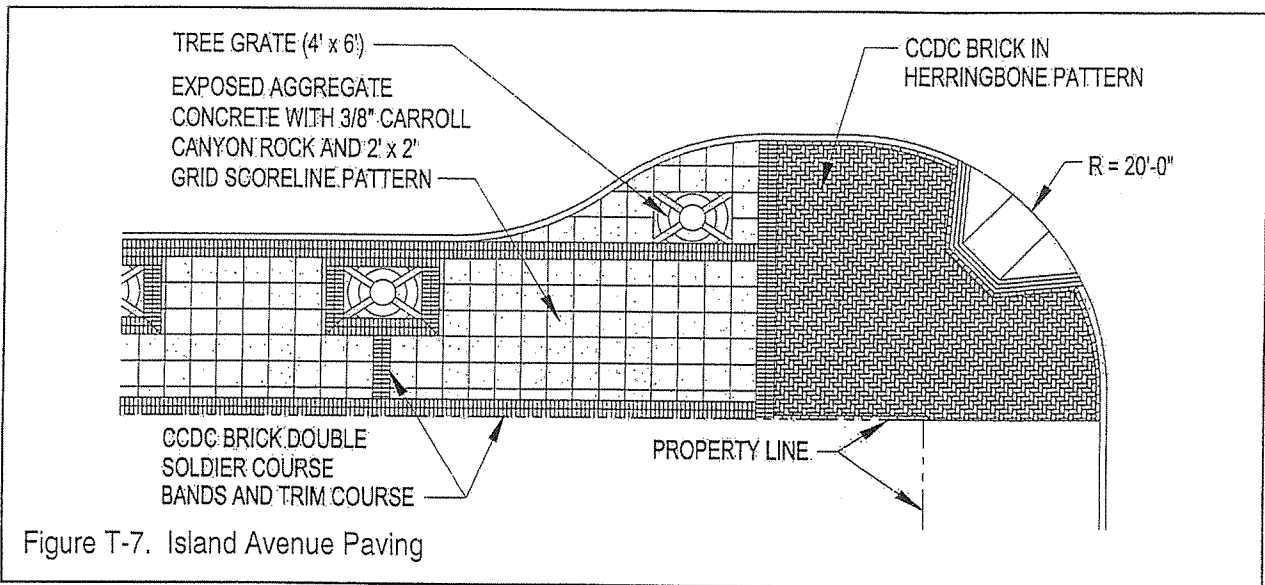 TREE GRATE (4' x 6')
EXPOSED AGGREGATE
CONCRETE WITH 3/8" CARROLL
CANYON ROCK AND 2' x 2'
GRID SCORELINE PATTERN
CCDC BRICK IN
HERRINGBONE PATTERN
R = 20'-0"
CCDC BRICK DOUBLE
SOLDIER COURSE
BANDS AND TRIM COURSE
PROPERTY LINE
Figure T-7. Island Avenue Paving